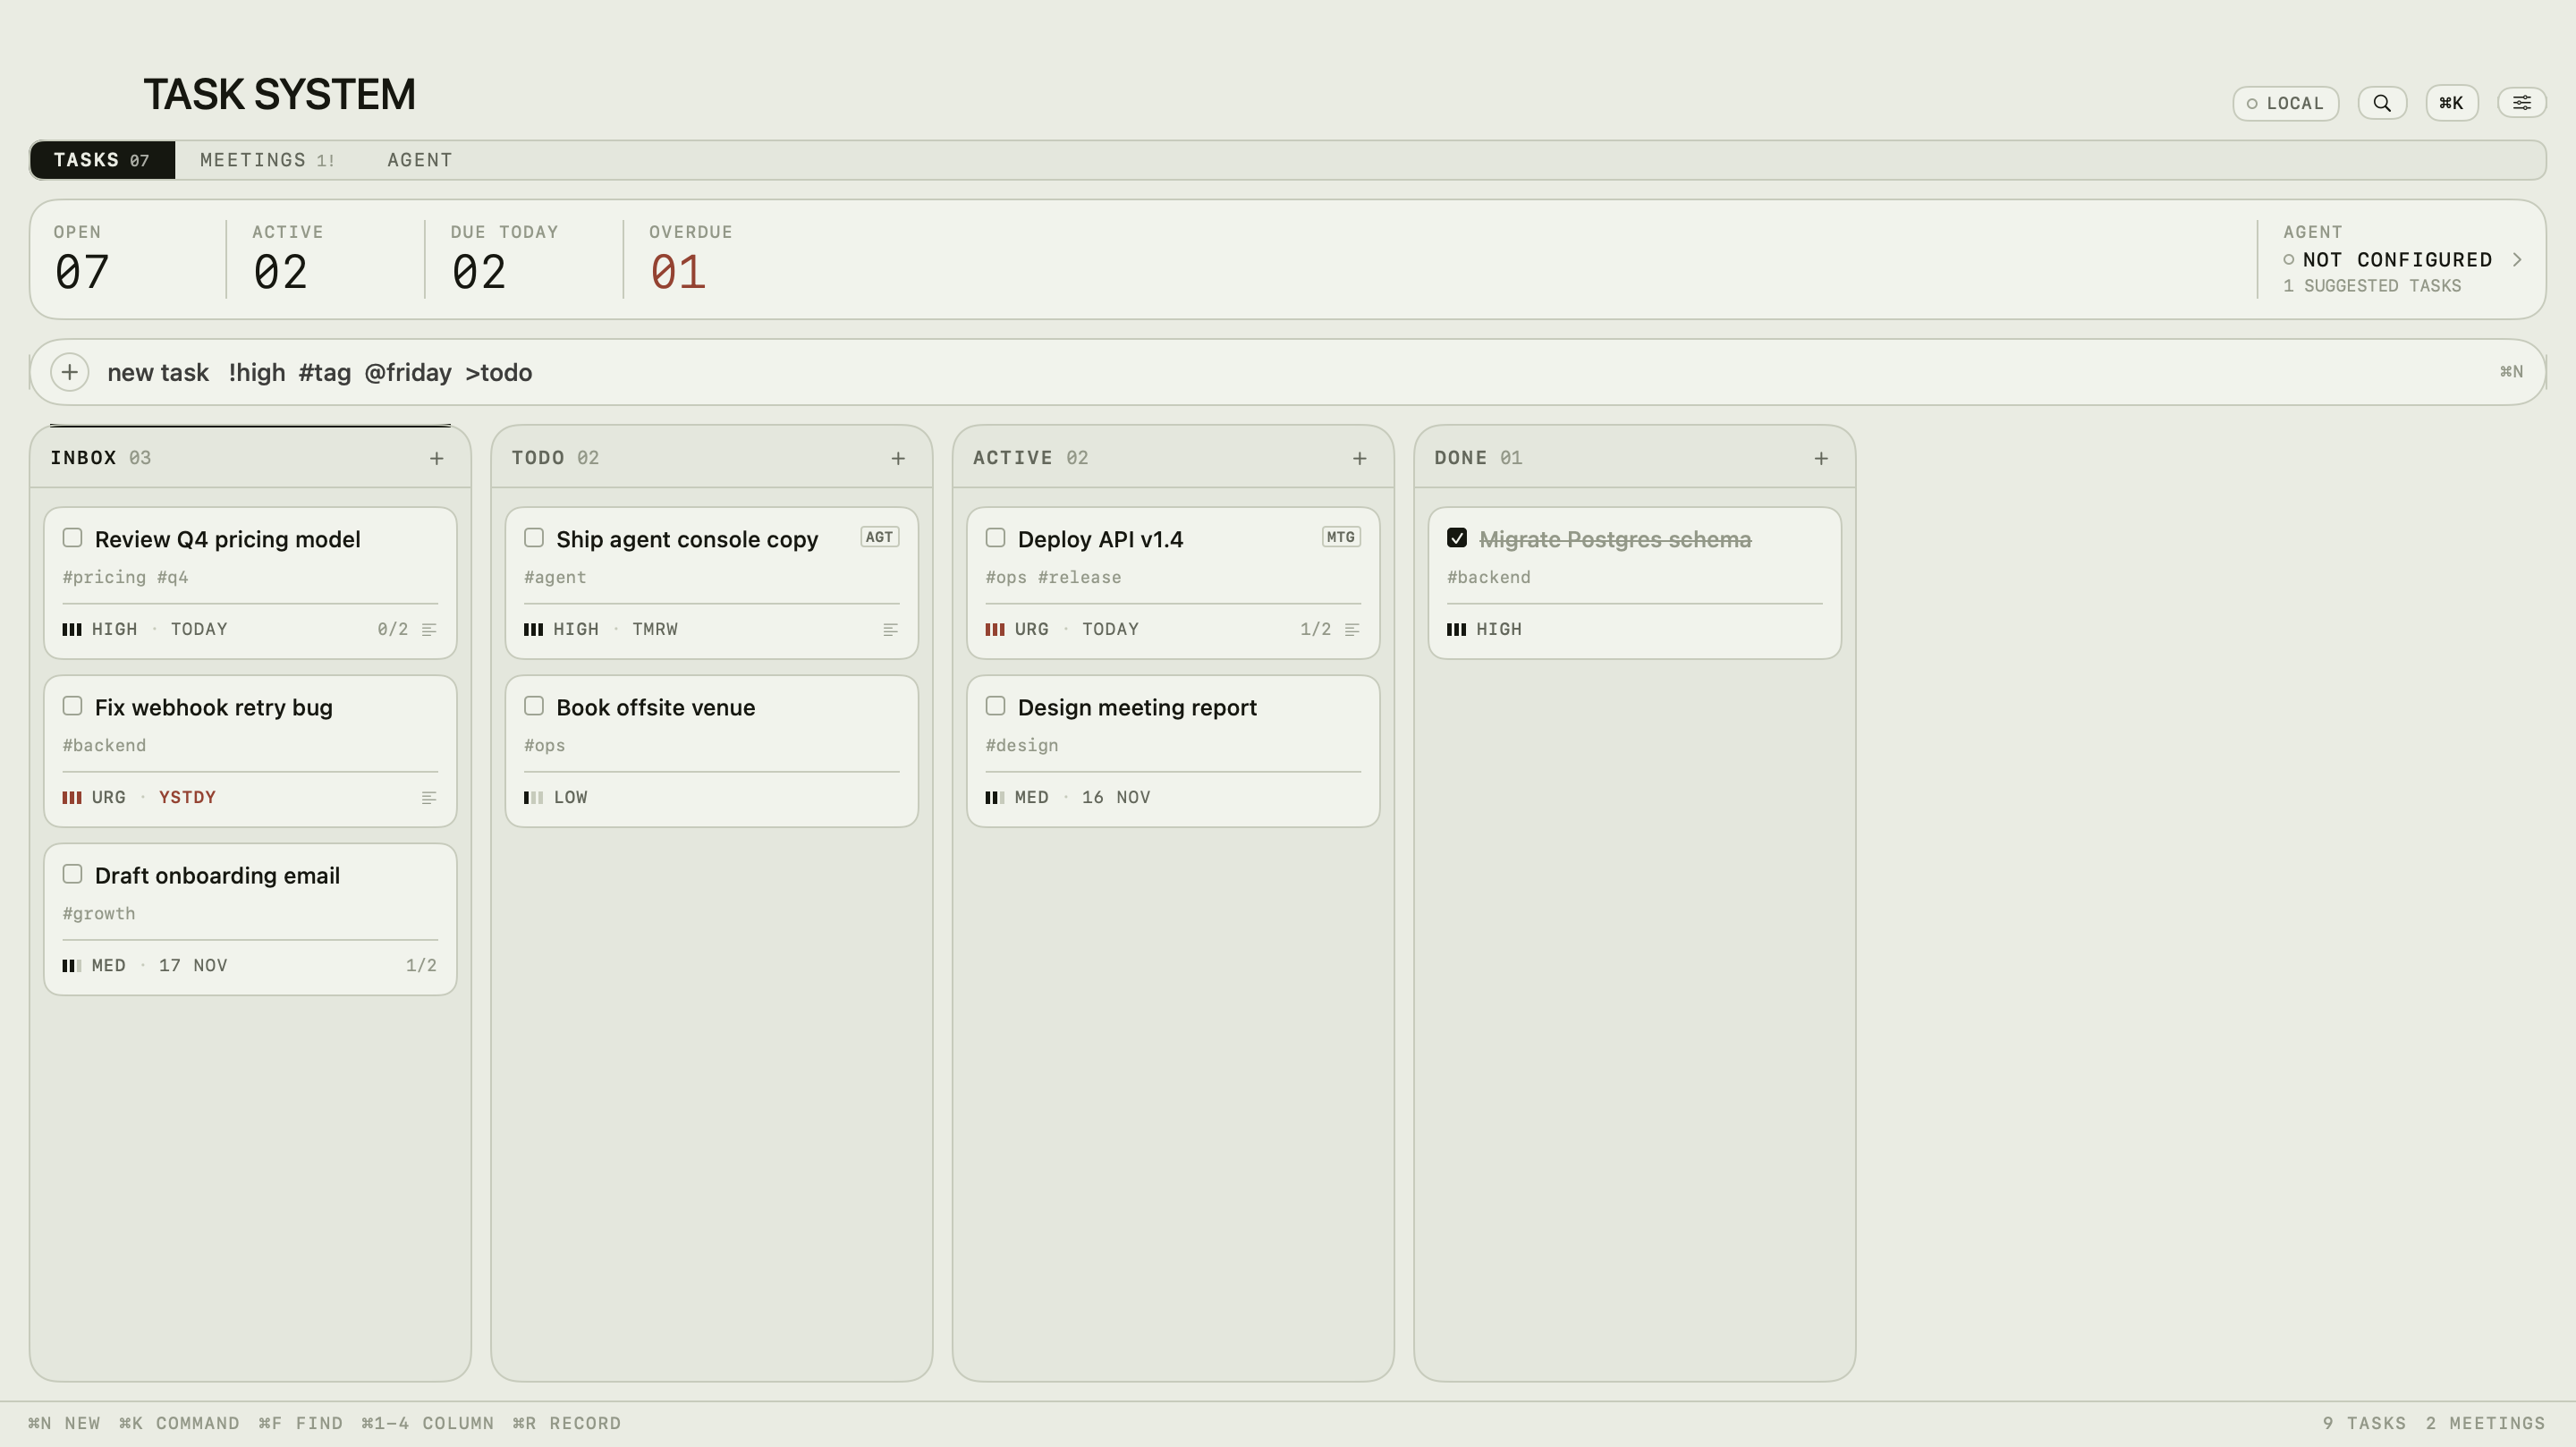 TASK SYSTEM
LOCAL
⌘K
TASKS 07
MEETINGS 1!
AGENT
OPEN
07
ACTIVE
02
DUE TODAY
02
OVERDUE
01
AGENT
NOT CONFIGURED
1 SUGGESTED TASKS
new task !high #tag @friday >todo
⌘N
INBOX 03
Review Q4 pricing model
#pricing #q4
HIGH · TODAY 0/2
Fix webhook retry bug
#backend
URG · YSTDY
Draft onboarding email
#growth
MED · 17 NOV 1/2
TODO 02
Ship agent console copy AGT
#agent
HIGH · TMRW
Book offsite venue
#ops
LOW
ACTIVE 02
Deploy API v1.4 MTG
#ops #release
URG · TODAY 1/2
Design meeting report
#design
MED · 16 NOV
DONE 01
Migrate Postgres schema
#backend
HIGH
⌘N NEW ⌘K COMMAND ⌘F FIND ⌘1—4 COLUMN ⌘R RECORD
9 TASKS 2 MEETINGS